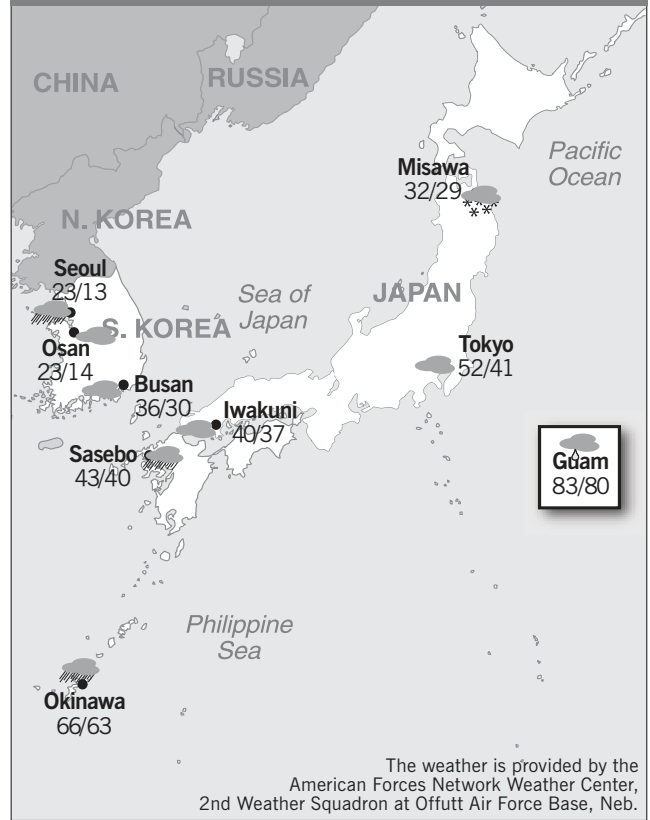 CHINA
RUSSIA
Pacific
Ocean
Misawa
32/29
N. KOREA
Seoul
23/13
Sea of
Japan
JAPAN
S. KOREA
Osan
23/14
Tokyo
52/41
Busan
36/30
Iwakuni
40/37
Sasebo
43/40
Guam
83/80
Philippine
Sea
Okinawa
66/63
The weather is provided by the
American Forces Network Weather Center,
2nd Weather Squadron at Offutt Air Force Base, Neb.